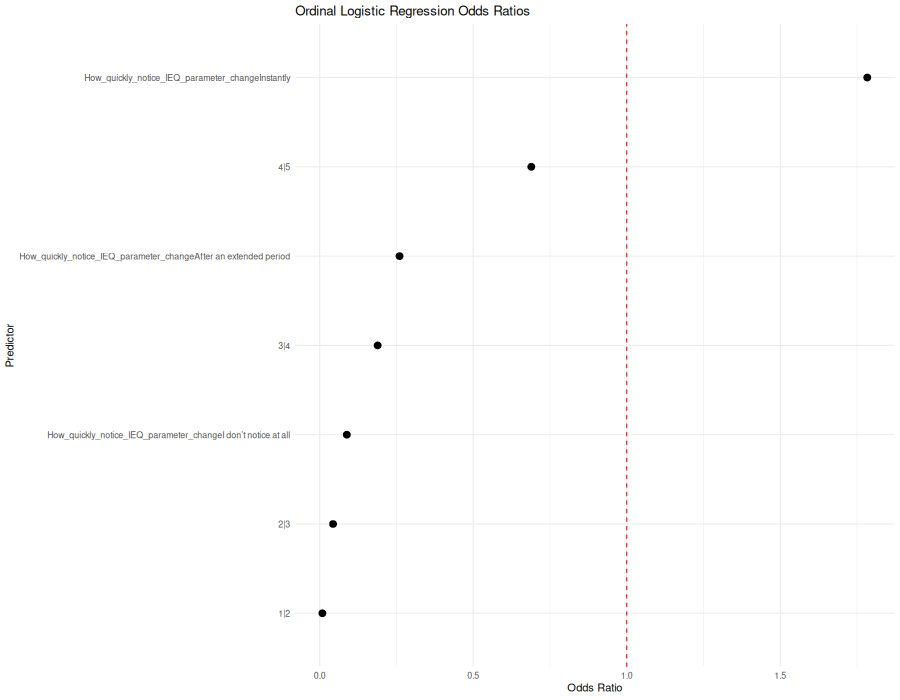 Ordinal Logistic Regression Odds Ratios
How_quickly_notice_IEQ_parameter_changeInstantly
4|5
How_quickly_notice_IEQ_parameter_changeAfter an extended period
3|4
How_quickly_notice_IEQ_parameter_changeI don't notice at all
2|3
1|2
Predictor
0.0 0.5 1.0 1.5
Odds Ratio